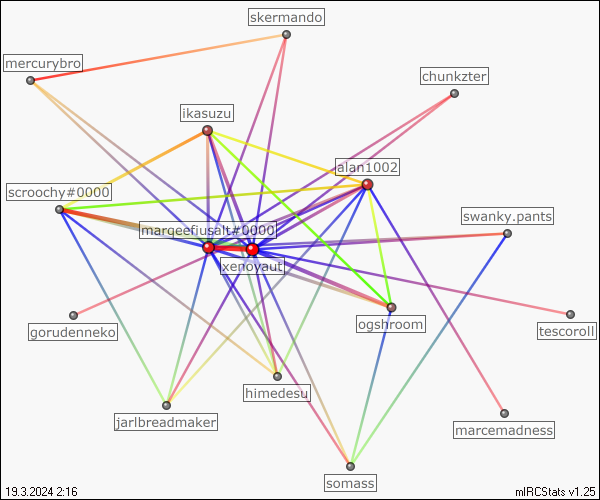 skermando
mercurybro
chunkzter
ikasuzu
alan1002
scroochy#0000
swanky.pants
marqeefjusalt#0000
xenoyaut
ogshroom
gorudenneko
tescoroll
himedesu
jarlbreadmaker
marcemadness
somass
19.3.2024 2:16
mIRCStats v1.25